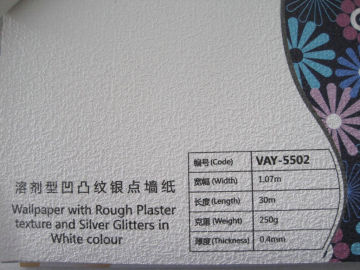 溶剂型凹凸纹银点墙纸
Wallpaper with Rough Plaster
texture and Silver Glitters in
White colour
编号(Code) VAY-5502
宽幅(Width) 1.07m
长度(Length) 30m
克重(Weight) 250g
厚度(Thickness) 0.4mm